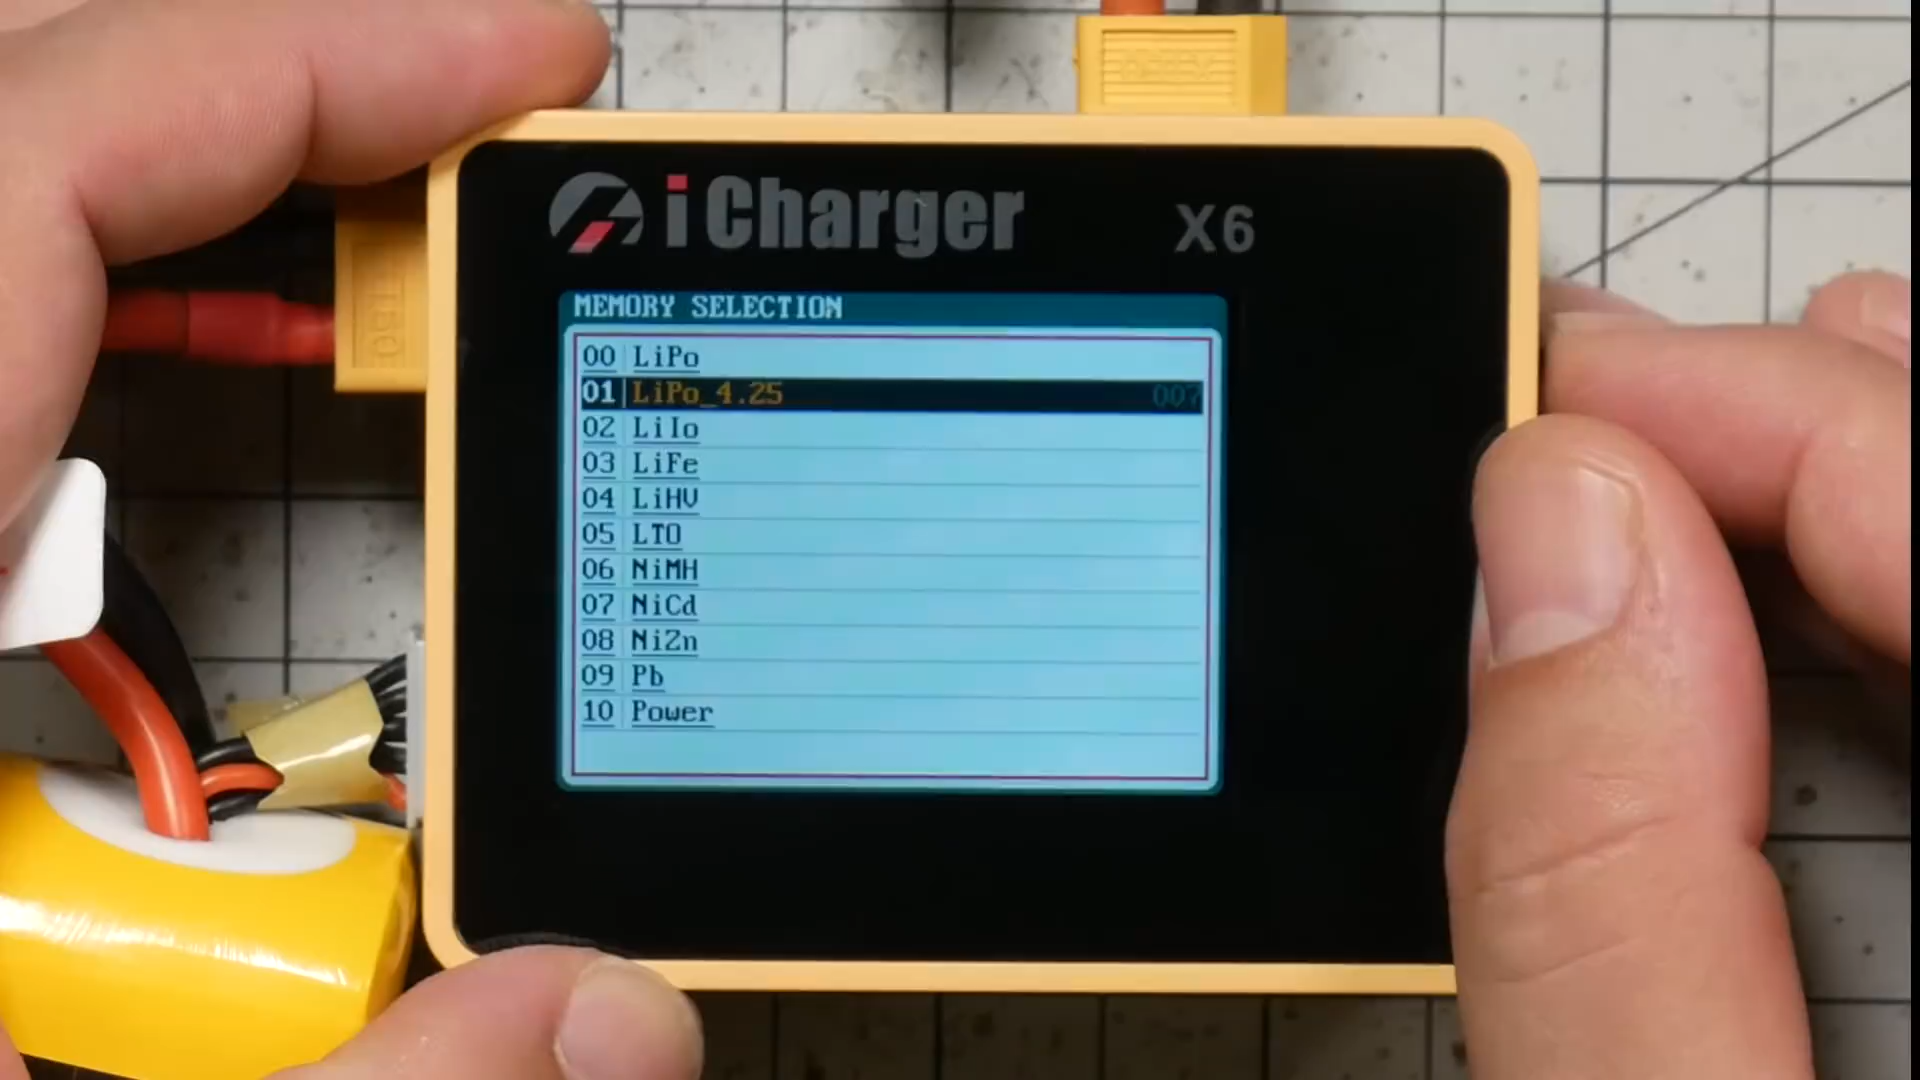 iCharger X6
MEMORY SELECTION
00 LiPo
01 LiPo_4.25 007
02 LiIo
03 LiFe
04 LiHV
05 LTO
06 NiMH
07 NiCd
08 NiZn
09 Pb
10 Power